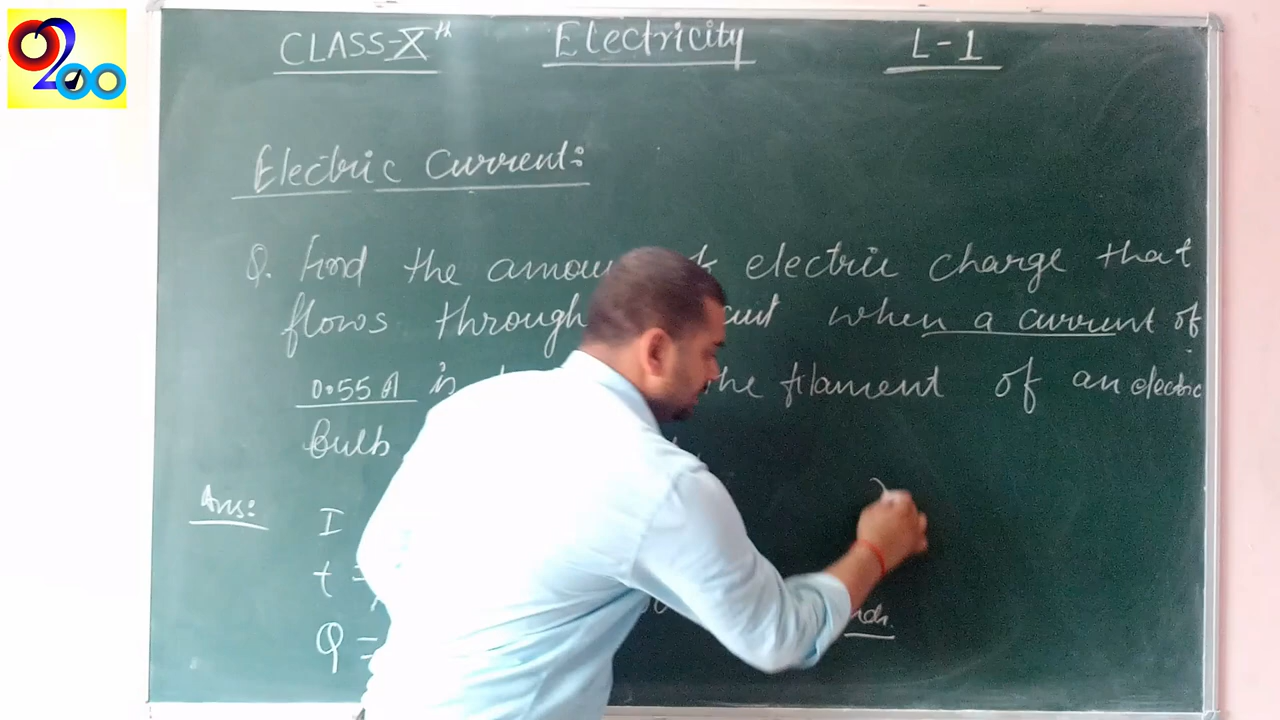 CLASS-Xth Electricity L-1
Electric Current:
Q. Find the amou electric charge that
flows through when a current of
0.55 A is the filament of an electric
Bulb
Ans:
I
t =
Q =
0200